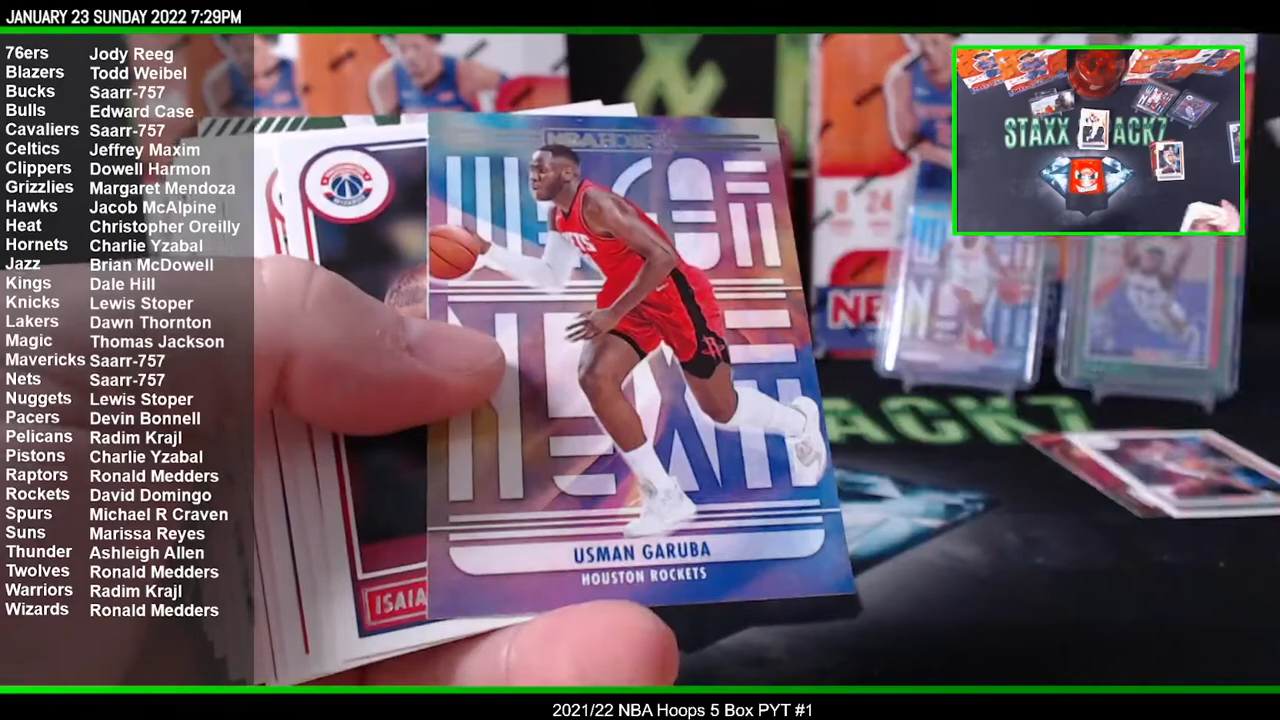 JANUARY 23 SUNDAY 2022 7:29PM
76ers Jody Reeg
Blazers Todd Weibel
Bucks Saarr-757
Bulls Edward Case
Cavaliers Saarr-757
Celtics Jeffrey Maxim
Clippers Dowell Harmon
Grizzlies Margaret Mendoza
Hawks Jacob McAlpine
Heat Christopher Oreilly
Hornets Charlie Yzabal
Jazz Brian McDowell
Kings Dale Hill
Knicks Lewis Stoper
Lakers Dawn Thornton
Magic Thomas Jackson
Mavericks Saarr-757
Nets Saarr-757
Nuggets Lewis Stoper
Pacers Devin Bonnell
Pelicans Radim Krajl
Pistons Charlie Yzabal
Raptors Ronald Medders
Rockets David Domingo
Spurs Michael R Craven
Suns Marissa Reyes
Thunder Ashleigh Allen
Twolves Ronald Medders
Warriors Radim Krajl
Wizards Ronald Medders
NBA HOOPS
WIZARDS
USMAN GARUBA
HOUSTON ROCKETS
ISAIA
STAXX ACK7
8 24
ACK7
2021/22 NBA Hoops 5 Box PYT #1